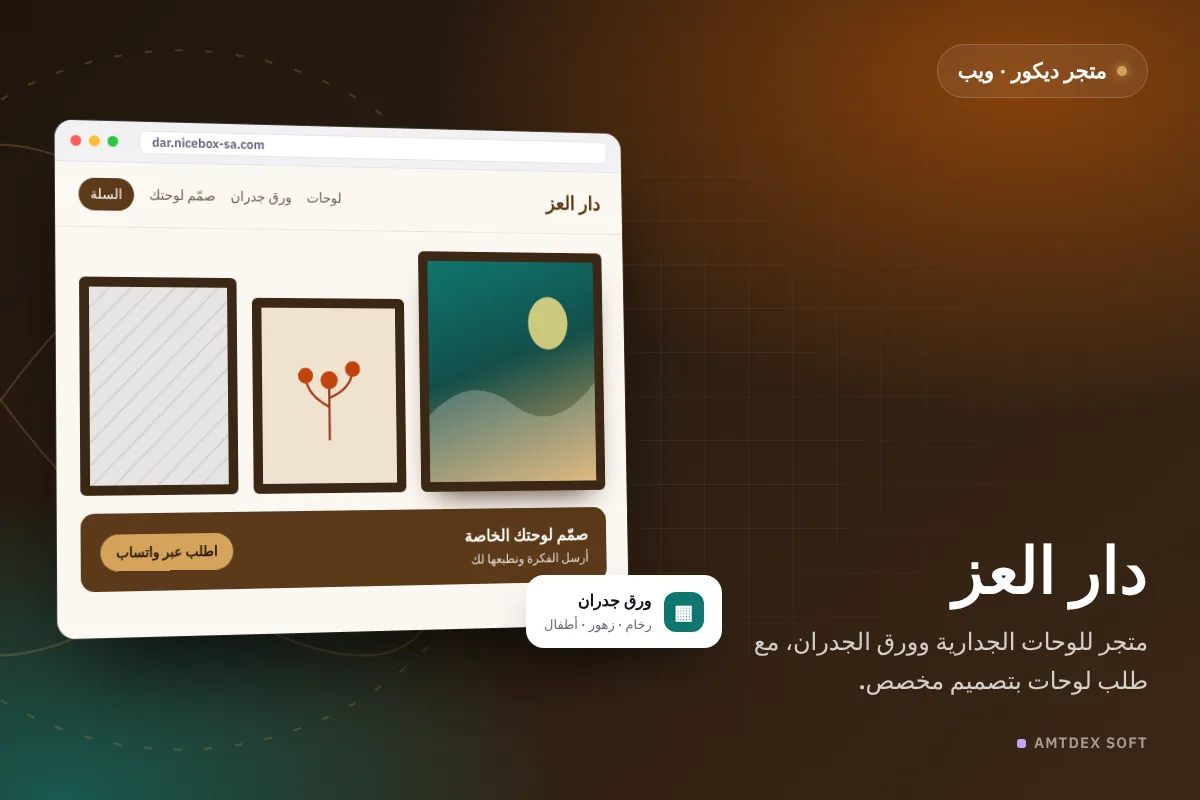 متجر ديكور · ويب
dar.nicebox-sa.com
دار العز
لوحات
ورق جدران
صمّم لوحتك
السلة
صمّم لوحتك الخاصة
أرسل الفكرة ونطبعها لك
اطلب عبر واتساب
ورق جدران
رخام · زهور · أطفال
دار العز
متجر للوحات الجدارية وورق الجدران، مع
طلب لوحات بتصميم مخصص.
AMTDEX SOFT